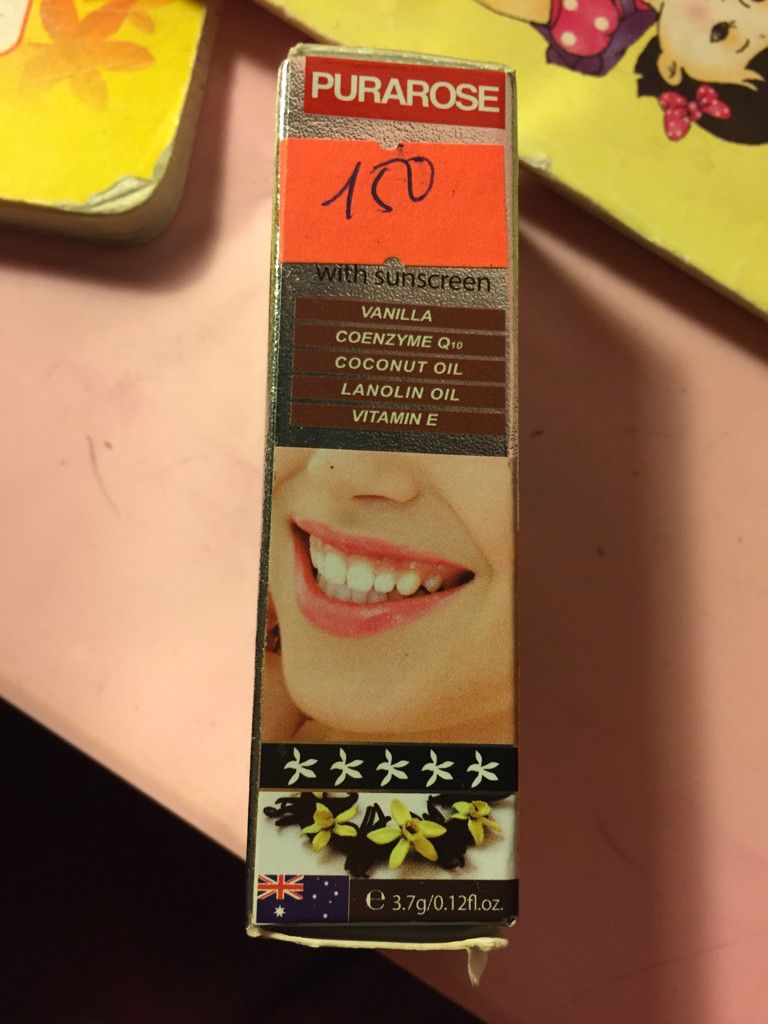 PURAROSE
150
with sunscreen
VANILLA
COENZYME Q10
COCONUT OIL
LANOLIN OIL
VITAMIN E
e 3.7g/0.12fl.oz.